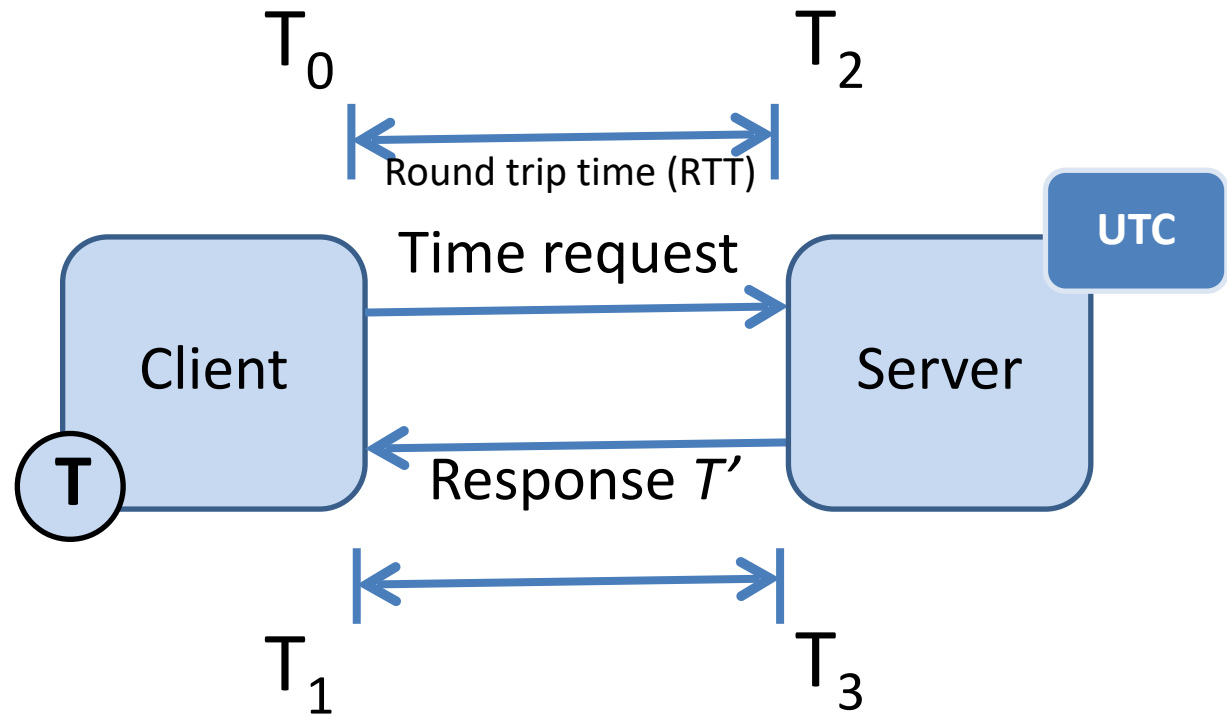 T₀
T₂
Round trip time (RTT)
UTC
Time request
Client
Server
T
Response T′
T₁
T₃